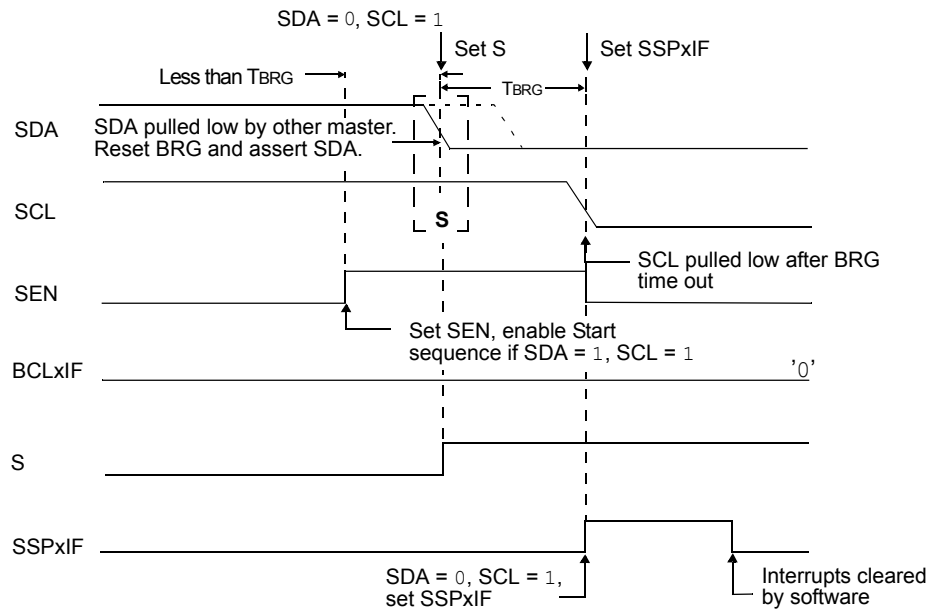 SDA = 0, SCL = 1
Set S
Set SSPxIF
Less than TBRG
TBRG
SDA
SDA pulled low by other master.
Reset BRG and assert SDA.
SCL
S
SCL pulled low after BRG
time out
SEN
Set SEN, enable Start
sequence if SDA = 1, SCL = 1
BCLxIF
'0'
S
SSPxIF
SDA = 0, SCL = 1,
set SSPxIF
Interrupts cleared
by software